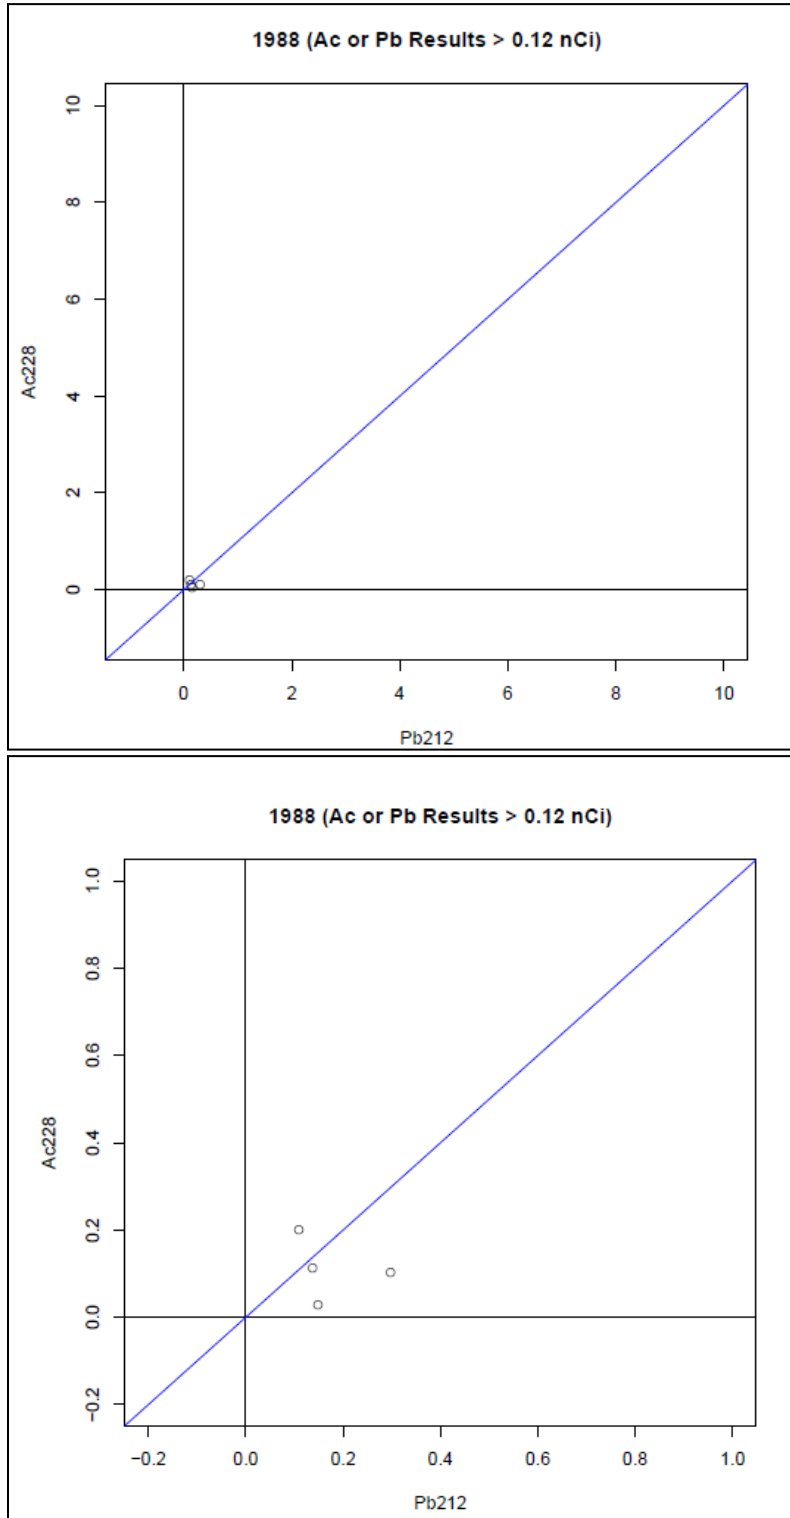 1988 (Ac or Pb Results > 0.12 nCi)
10
8
6
4
2
0
Ac228
0 2 4 6 8 10
Pb212
1988 (Ac or Pb Results > 0.12 nCi)
1.0
0.8
0.6
0.4
0.2
0.0
−0.2
Ac228
−0.2 0.0 0.2 0.4 0.6 0.8 1.0
Pb212